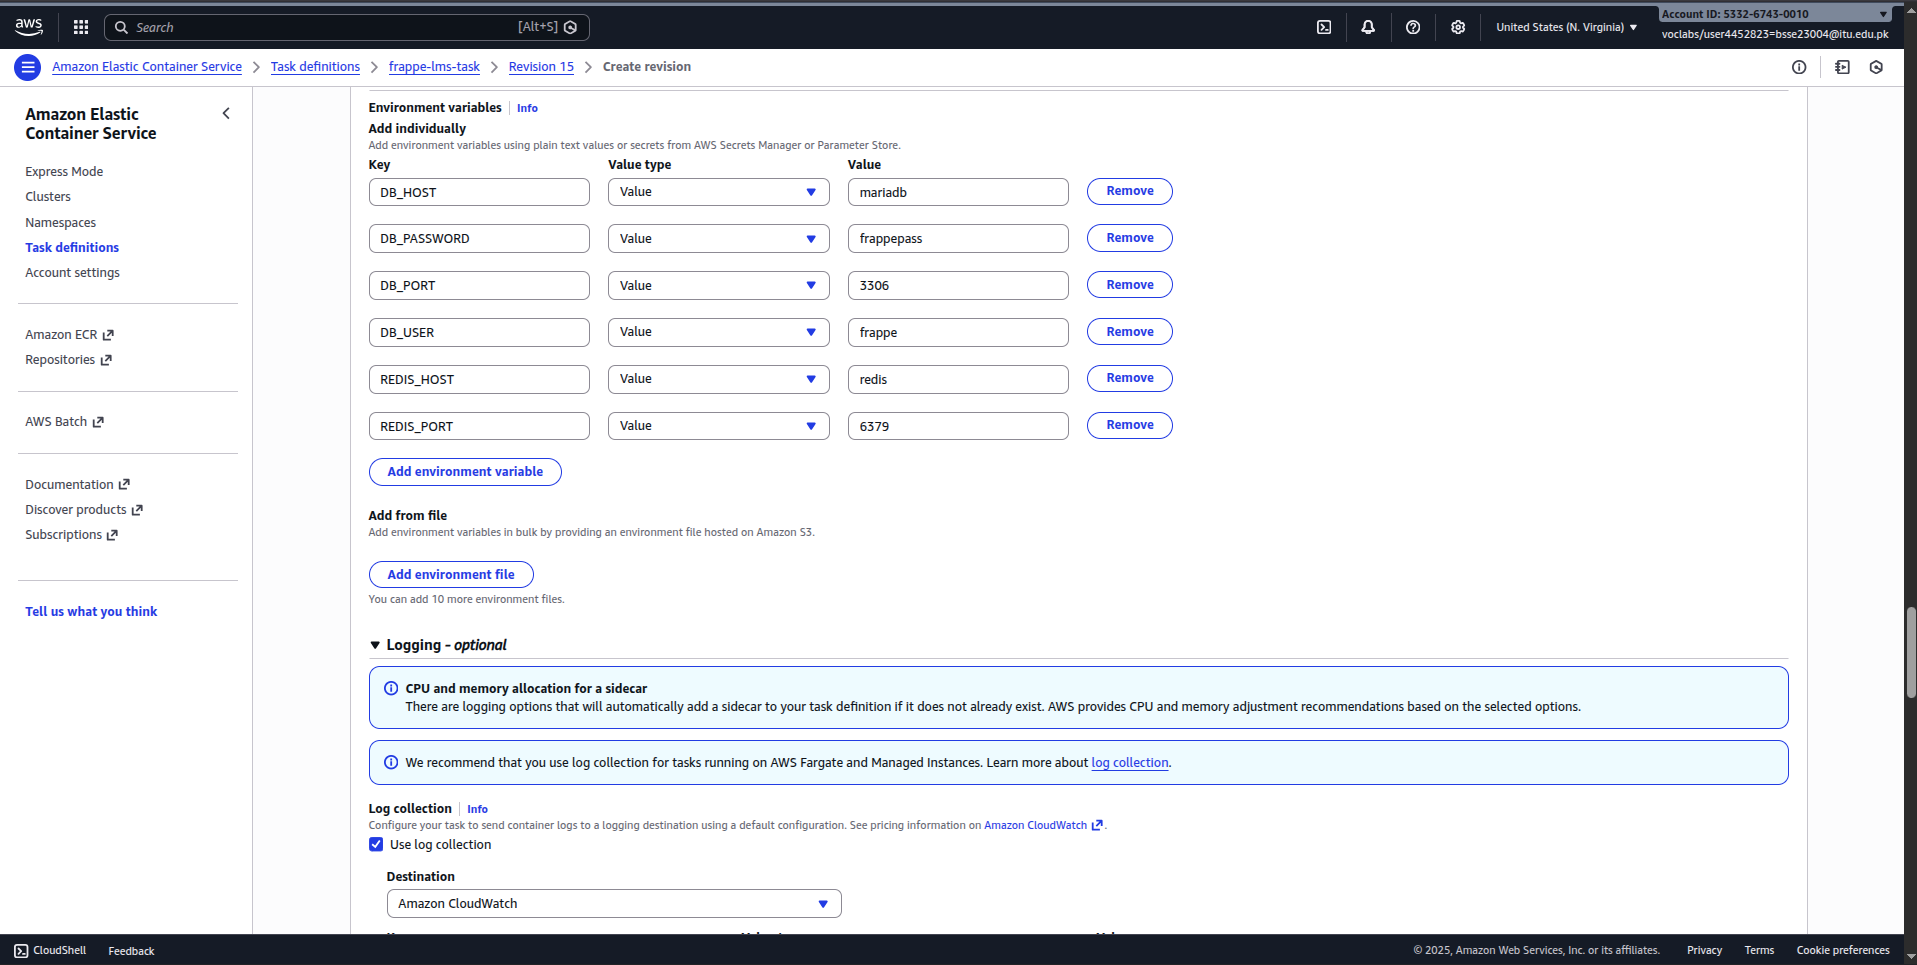 aws
Search [Alt+S]
United States (N. Virginia)
Account ID: 5332-6743-0010
voclabs/user4452823=bsse23004@itu.edu.pk
Amazon Elastic Container Service
Task definitions
frappe-lms-task
Revision 15
Create revision
Amazon Elastic
Container Service
Express Mode
Clusters
Namespaces
Task definitions
Account settings
Amazon ECR
Repositories
AWS Batch
Documentation
Discover products
Subscriptions
Tell us what you think
Environment variables Info
Add individually
Add environment variables using plain text values or secrets from AWS Secrets Manager or Parameter Store.
Key Value type Value
DB_HOST Value mariadb Remove
DB_PASSWORD Value frappepass Remove
DB_PORT Value 3306 Remove
DB_USER Value frappe Remove
REDIS_HOST Value redis Remove
REDIS_PORT Value 6379 Remove
Add environment variable
Add from file
Add environment variables in bulk by providing an environment file hosted on Amazon S3.
Add environment file
You can add 10 more environment files.
Logging - optional
CPU and memory allocation for a sidecar
There are logging options that will automatically add a sidecar to your task definition if it does not already exist. AWS provides CPU and memory adjustment recommendations based on the selected options.
We recommend that you use log collection for tasks running on AWS Fargate and Managed Instances. Learn more about log collection.
Log collection Info
Configure your task to send container logs to a logging destination using a default configuration. See pricing information on Amazon CloudWatch.
Use log collection
Destination
Amazon CloudWatch
CloudShell
Feedback
© 2025, Amazon Web Services, Inc. or its affiliates.
Privacy
Terms
Cookie preferences